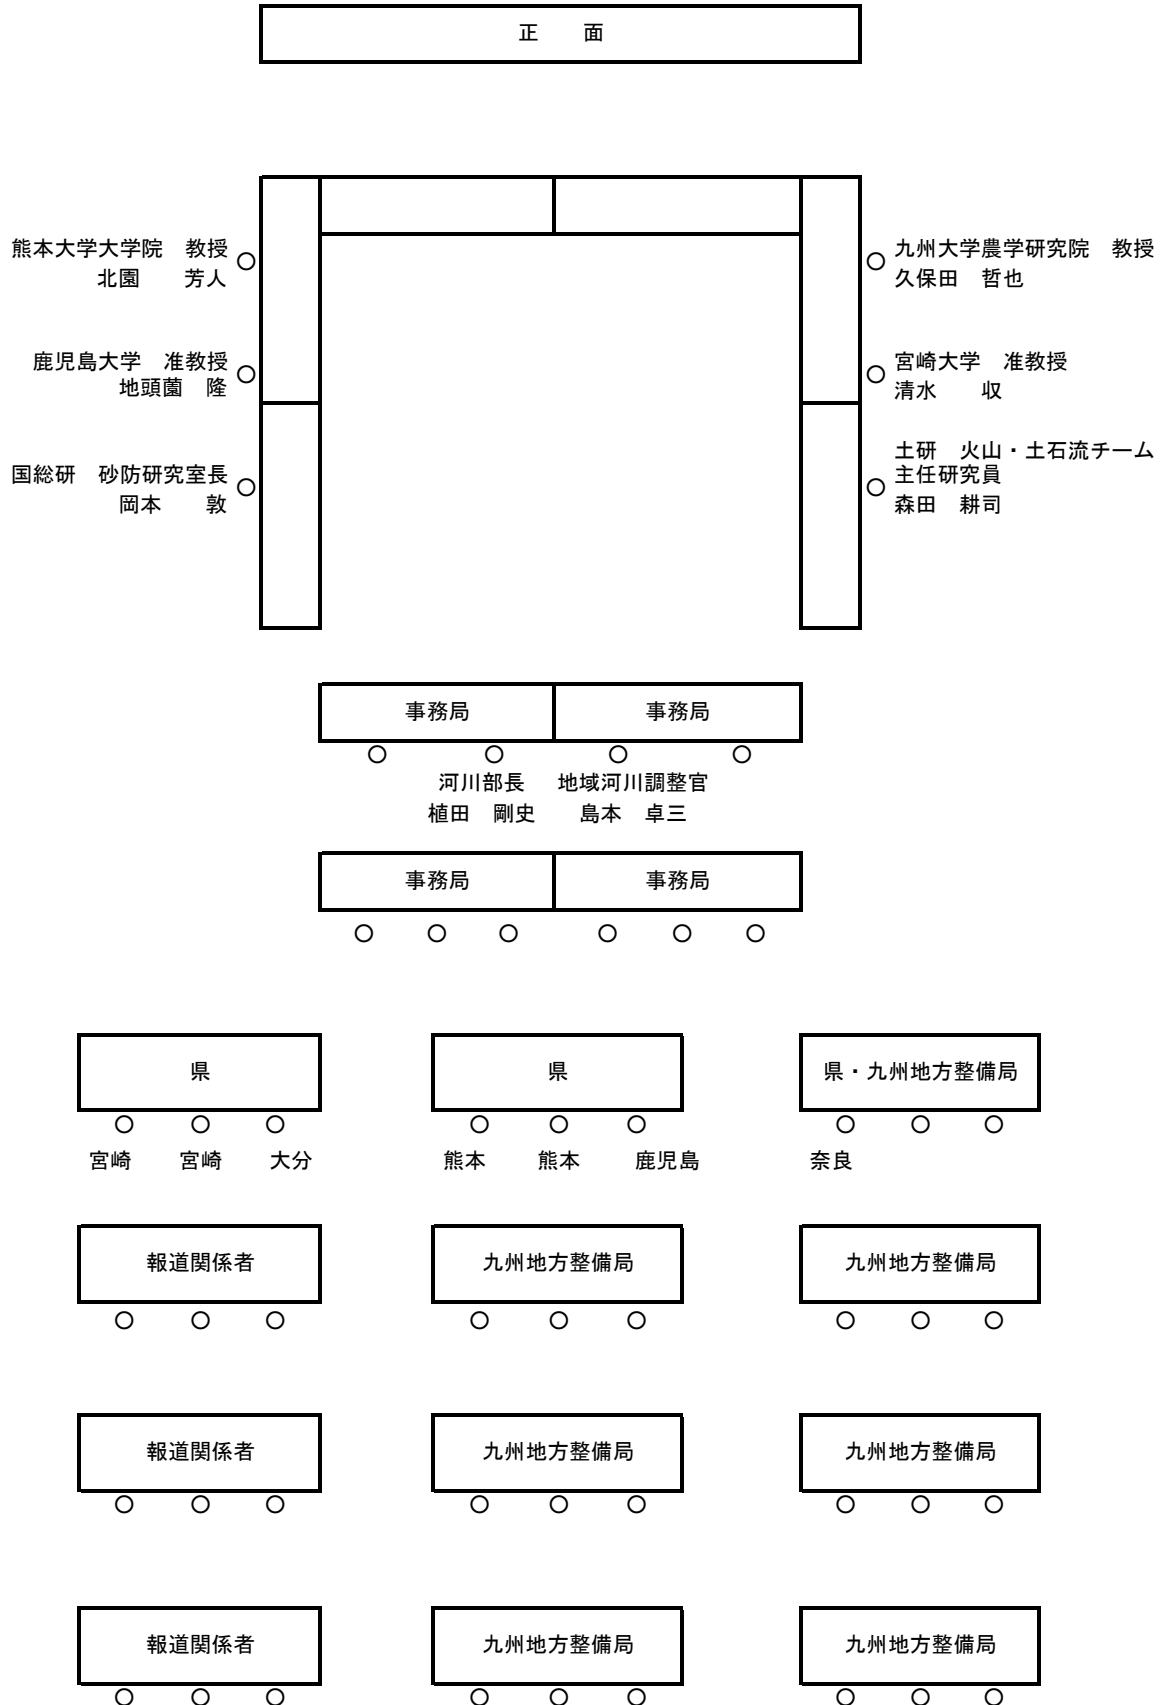 正　　面
熊本大学大学院　教授
北園　　芳人
九州大学農学研究院　教授
久保田　哲也
鹿児島大学　准教授
地頭薗　隆
宮崎大学　准教授
清水　　収
国総研　砂防研究室長
岡本　　敦
土研　火山・土石流チーム
主任研究員
森田　耕司
事務局　事務局
河川部長　地域河川調整官
植田　剛史　島本　卓三
事務局　事務局
県　県　県・九州地方整備局
宮崎　宮崎　大分　熊本　熊本　鹿児島　奈良
報道関係者　九州地方整備局　九州地方整備局
報道関係者　九州地方整備局　九州地方整備局
報道関係者　九州地方整備局　九州地方整備局